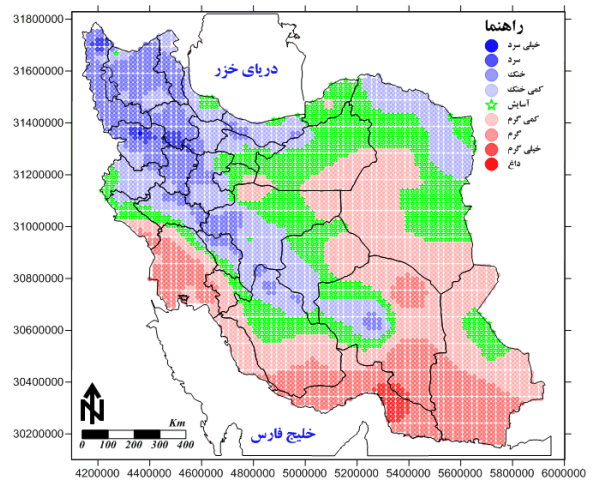 31800000
31600000
31400000
31200000
31000000
30800000
30600000
30400000
30200000
راهنما
خیلی سرد
سرد
خنک
کمی خنک
آسایش
کمی گرم
گرم
خیلی گرم
داغ
دریای خزر
خلیج فارس
N
Km
0 100 200 300 400
4200000 4400000 4600000 4800000 5000000 5200000 5400000 5600000 5800000 6000000